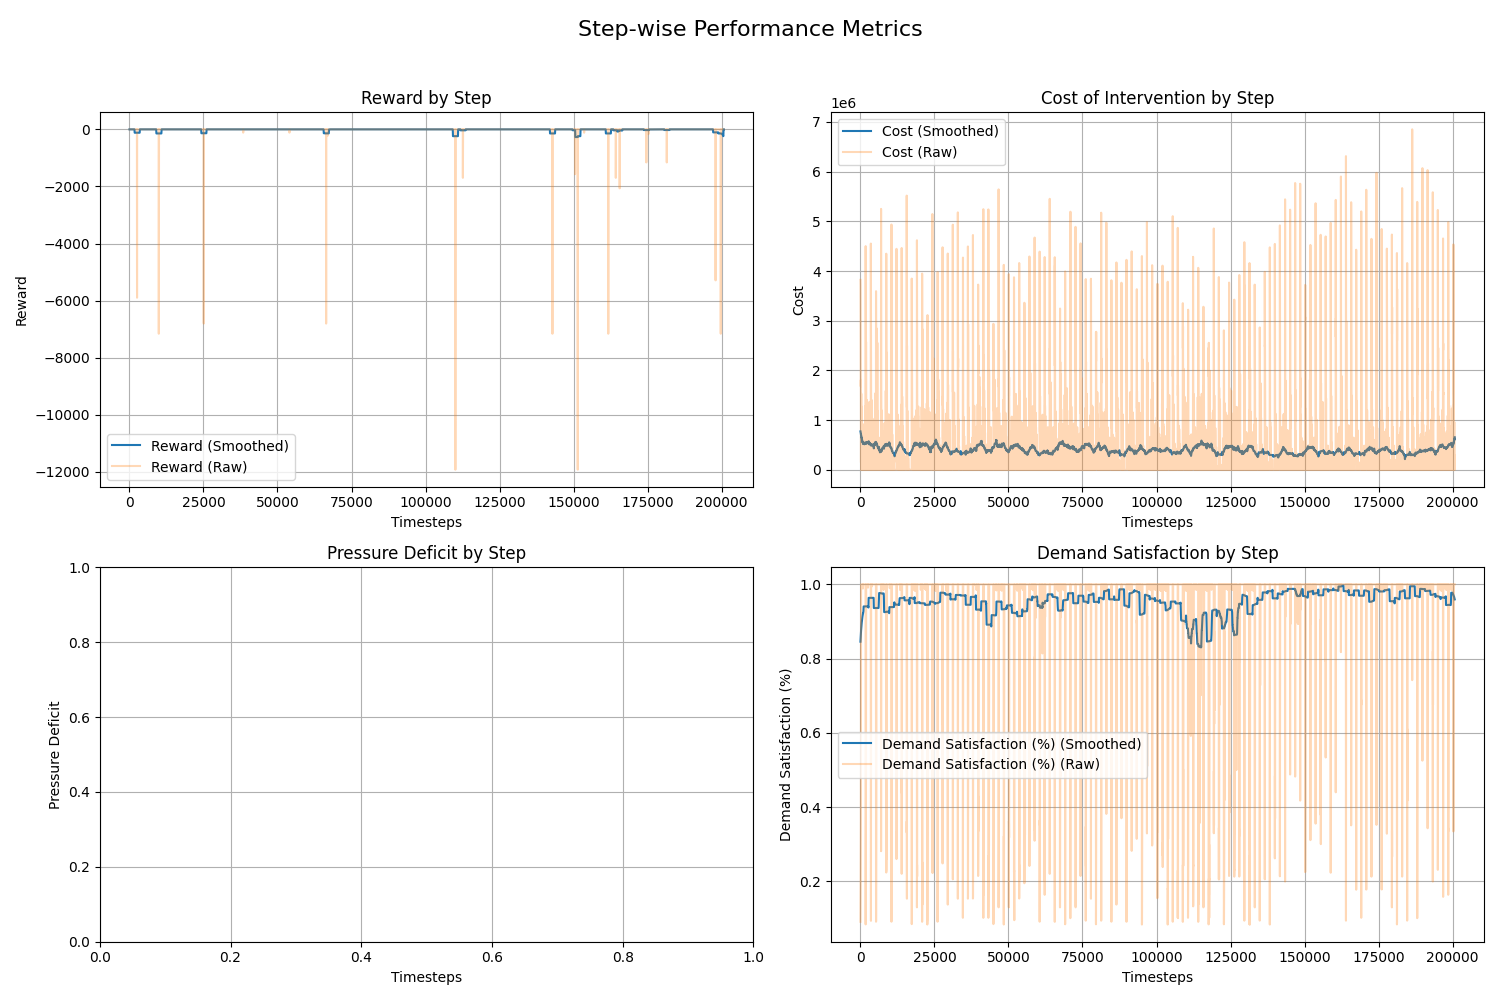 Step-wise Performance Metrics
Reward by Step
Reward
0
−2000
−4000
−6000
−8000
−10000
−12000
Reward (Smoothed)
Reward (Raw)
0
25000
50000
75000
100000
125000
150000
175000
200000
Timesteps
Cost of Intervention by Step
1e6
Cost
7
6
5
4
3
2
1
0
Cost (Smoothed)
Cost (Raw)
0
25000
50000
75000
100000
125000
150000
175000
200000
Timesteps
Pressure Deficit by Step
Pressure Deficit
1.0
0.8
0.6
0.4
0.2
0.0
0.0
0.2
0.4
0.6
0.8
1.0
Timesteps
Demand Satisfaction by Step
Demand Satisfaction (%)
1.0
0.8
0.6
0.4
0.2
Demand Satisfaction (%) (Smoothed)
Demand Satisfaction (%) (Raw)
0
25000
50000
75000
100000
125000
150000
175000
200000
Timesteps